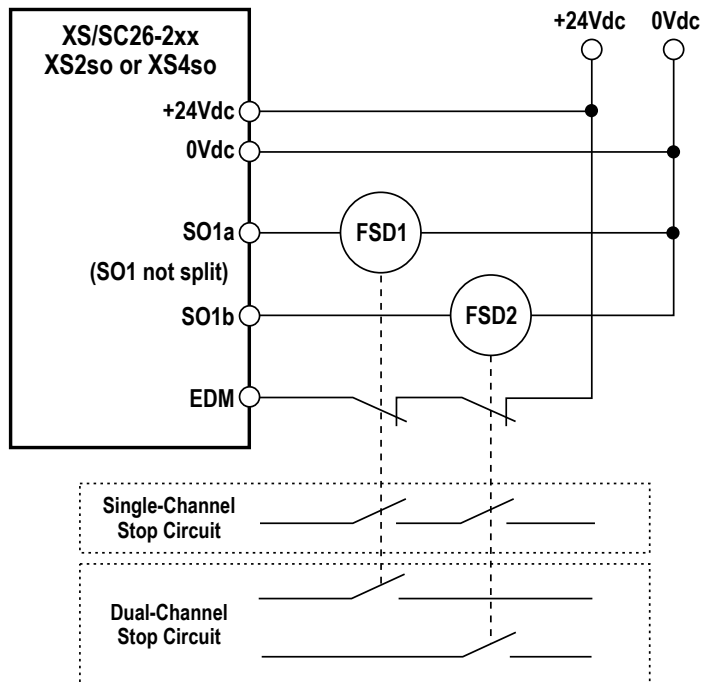 XS/SC26-2xx
XS2so or XS4so
+24Vdc 0Vdc
+24Vdc
0Vdc
SO1a
FSD1
(SO1 not split)
SO1b
FSD2
EDM
Single-Channel
Stop Circuit
Dual-Channel
Stop Circuit